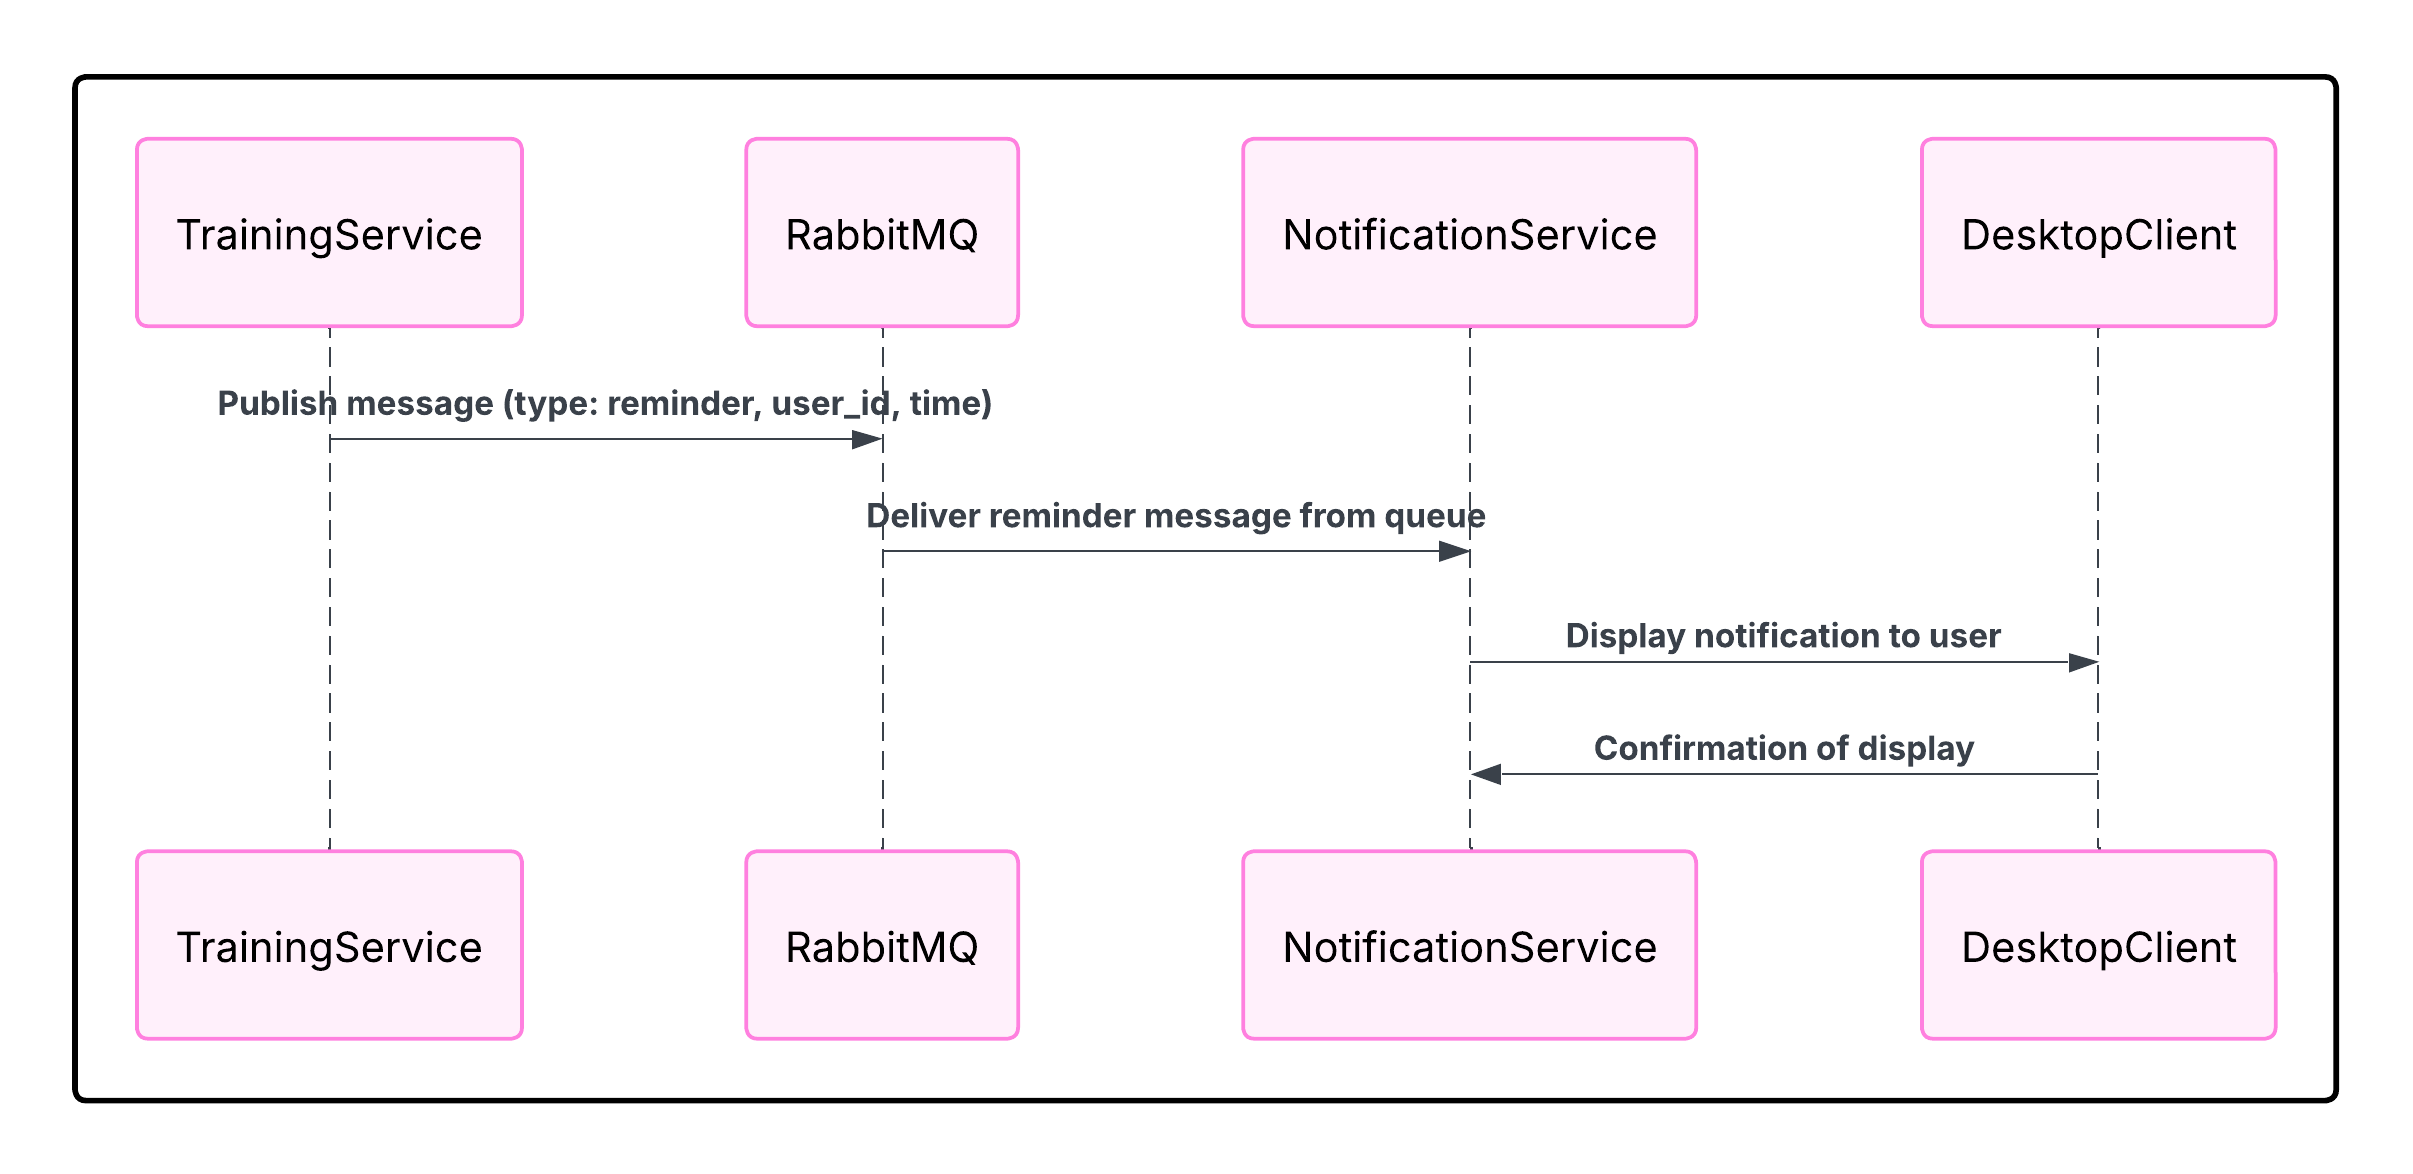 TrainingService
RabbitMQ
NotificationService
DesktopClient
Publish message (type: reminder, user_id, time)
Deliver reminder message from queue
Display notification to user
Confirmation of display
TrainingService
RabbitMQ
NotificationService
DesktopClient